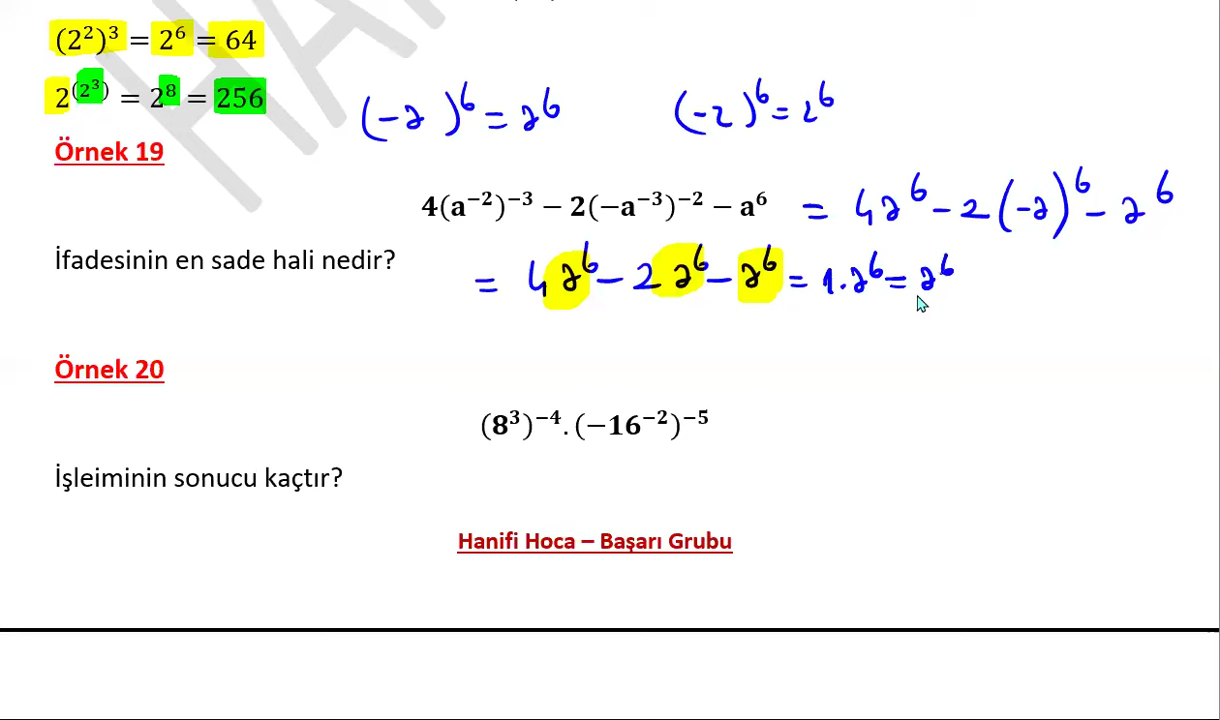 (2²)³ = 2⁶ = 64
2^(2³) = 2⁸ = 256
(-a)⁶ = a⁶ (-2)⁶ = 2⁶
Örnek 19
4(a⁻²)⁻³ − 2(−a⁻³)⁻² − a⁶ = 4a⁶ - 2(-a)⁶ - a⁶
İfadesinin en sade hali nedir?
= 4a⁶ - 2a⁶ - a⁶ = 1.a⁶ = a⁶
Örnek 20
(8³)⁻⁴.(−16⁻²)⁻⁵
İşleiminin sonucu kaçtır?
Hanifi Hoca – Başarı Grubu